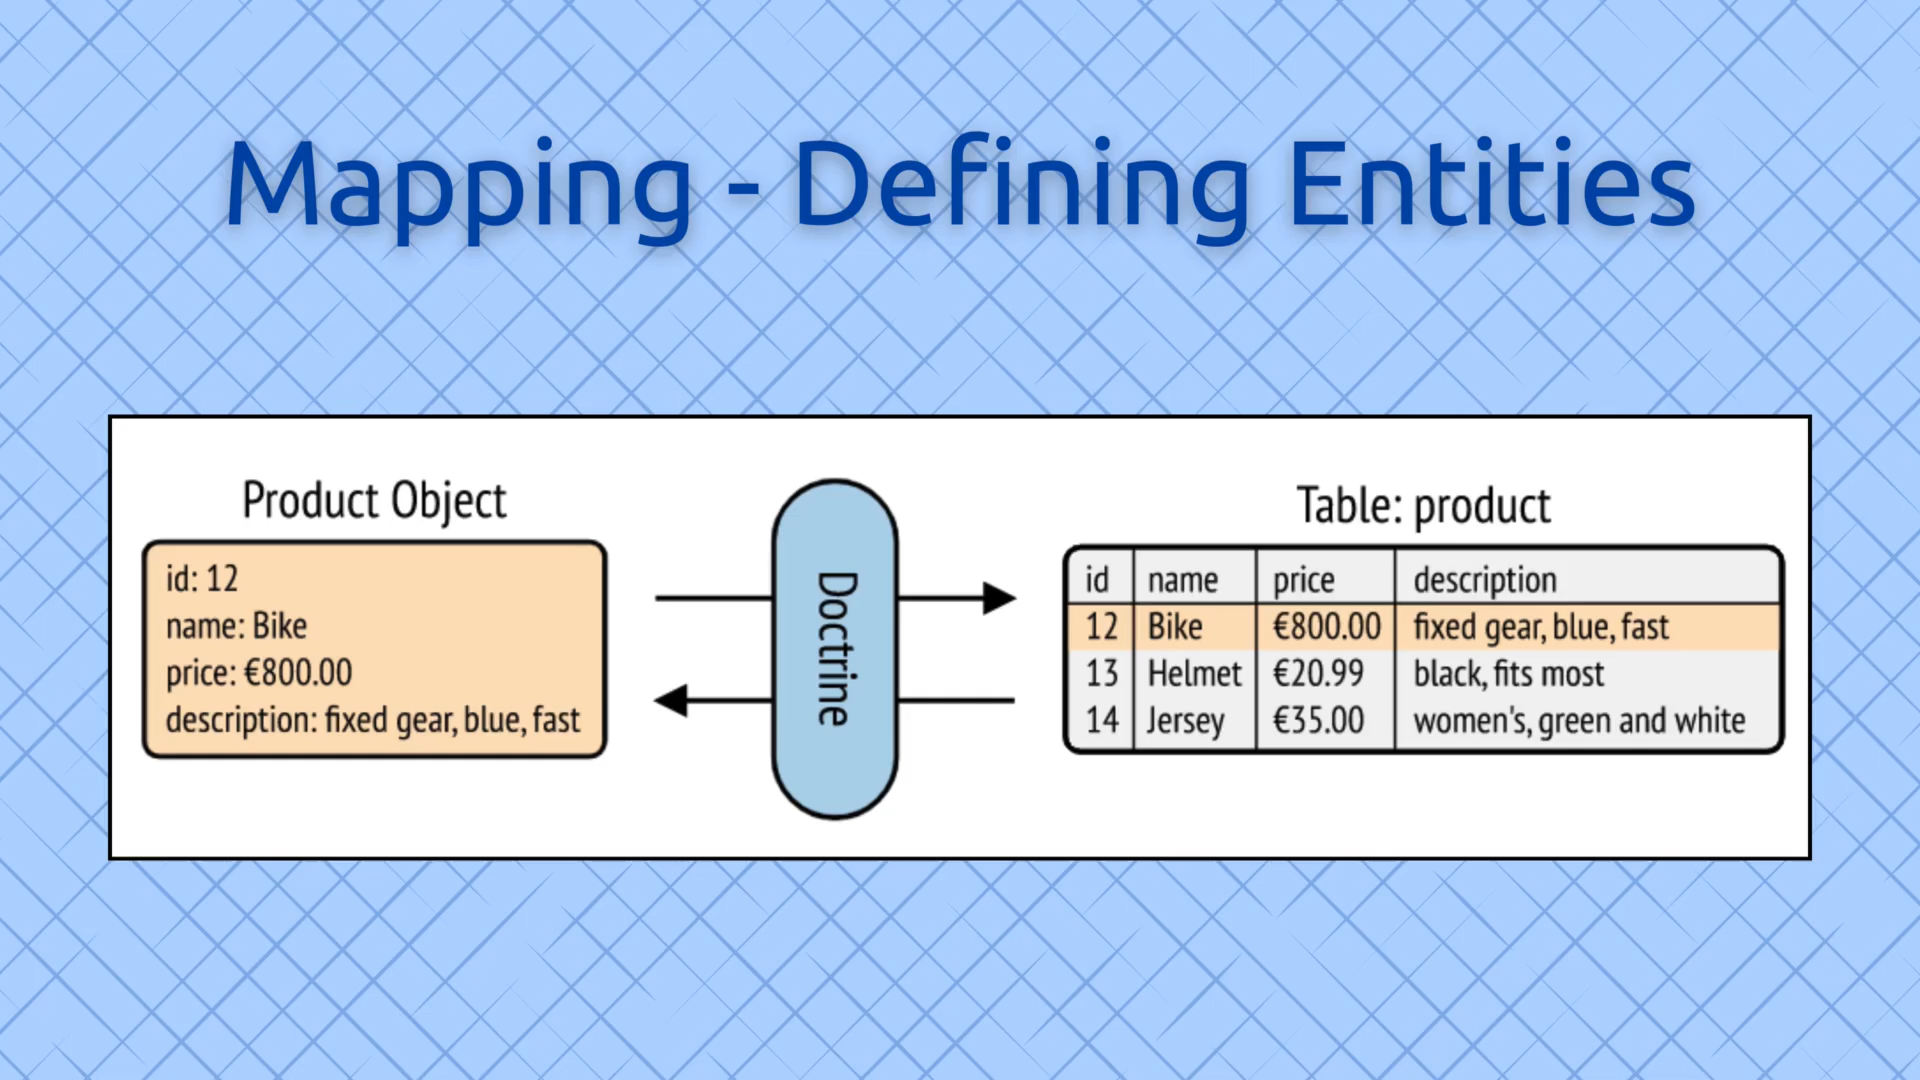 Mapping - Defining Entities
Product Object
id: 12
name: Bike
price: €800.00
description: fixed gear, blue, fast
Doctrine
Table: product
id name price description
12 Bike €800.00 fixed gear, blue, fast
13 Helmet €20.99 black, fits most
14 Jersey €35.00 women's, green and white